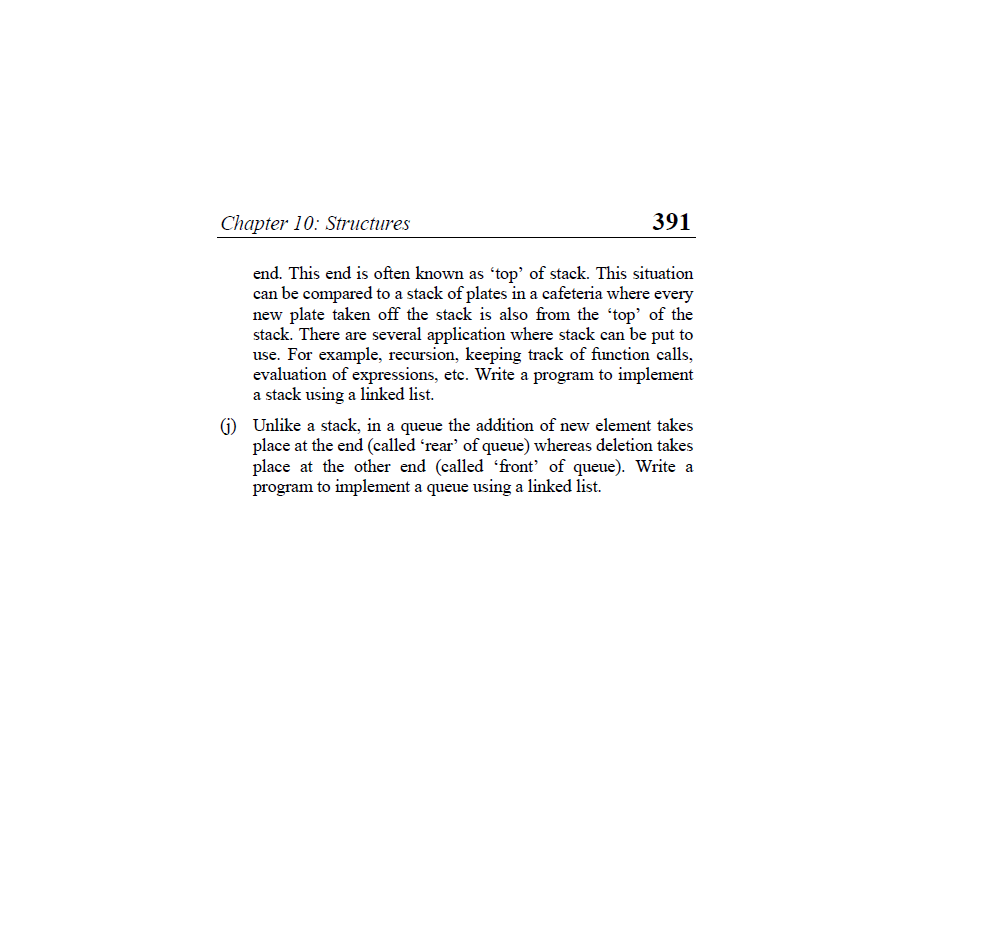 Chapter 10: Structures 391
end. This end is often known as ‘top’ of stack. This situation
can be compared to a stack of plates in a cafeteria where every
new plate taken off the stack is also from the ‘top’ of the
stack. There are several application where stack can be put to
use. For example, recursion, keeping track of function calls,
evaluation of expressions, etc. Write a program to implement
a stack using a linked list.
(j) Unlike a stack, in a queue the addition of new element takes
place at the end (called ‘rear’ of queue) whereas deletion takes
place at the other end (called ‘front’ of queue). Write a
program to implement a queue using a linked list.